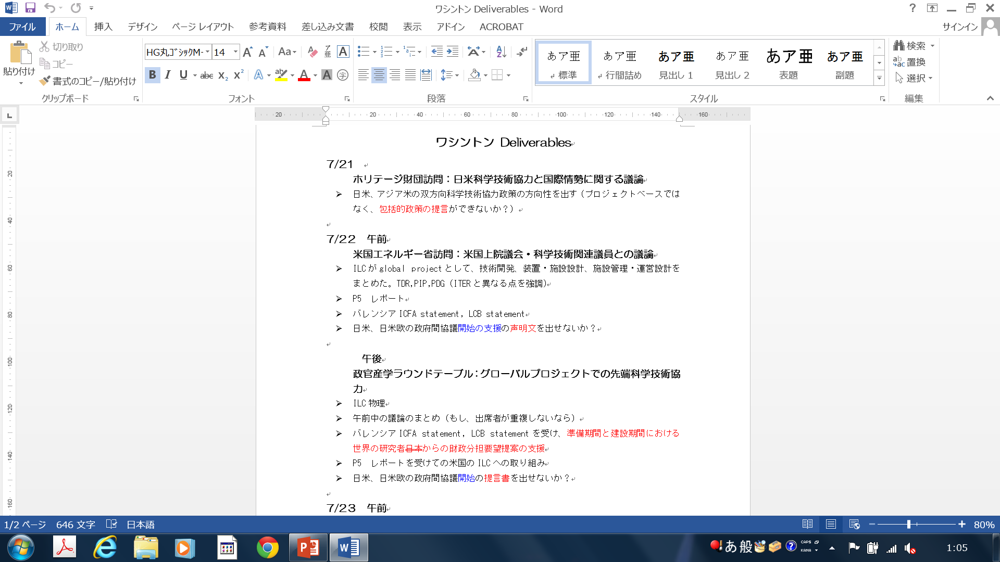 ワシントン Deliverables - Word
ファイル ホーム 挿入 デザイン ページ レイアウト 参考資料 差し込み文書 校閲 表示 アドイン ACROBAT サインイン
貼り付け
切り取り
コピー
書式のコピー/貼り付け
クリップボード
HG丸ｺﾞｼｯｸM- 14
フォント
段落
あア亜 あア亜 あア亜 あア亜 あア亜 あア亜
標準 行間詰め 見出し 1 見出し 2 表題 副題
スタイル
検索
置換
選択
編集
20 20 40 60 80 100 120 140 160
20
40
60
80
100
120
140
160
ワシントン Deliverables
7/21
ホリテージ財団訪問：日米科学技術協力と国際情勢に関する議論
日米、アジア米の双方向科学技術協力政策の方向性を出す（プロジェクトベースでは
なく、包括的政策の提言ができないか？）
7/22　午前
米国エネルギー省訪問：米国上院議会・科学技術関連議員との議論
ILC が global project として、技術開発、装置・施設設計、施設管理・運営設計を
まとめた。TDR,PIP,PDG（ITER と異なる点を強調）
P5　レポート
バレンシア ICFA statement, LCB statement
日米、日米欧の政府間協議開始の支援の声明文を出せないか？
午後
政官産学ラウンドテーブル：グローバルプロジェクトでの先端科学技術協
力
ILC 物理
午前中の議論のまとめ（もし、出席者が重複しないなら）
バレンシア ICFA statement, LCB statement を受け、準備期間と建設期間における
世界の研究者日本からの財政分担要望提案の支援
P5　レポートを受けての米国の ILC への取り組み
日米、日米欧の政府間協議開始の提言書を出せないか？
7/23　午前
1/2 ページ 646 文字 日本語 80%
あ 般 CAPS KANA 1:05